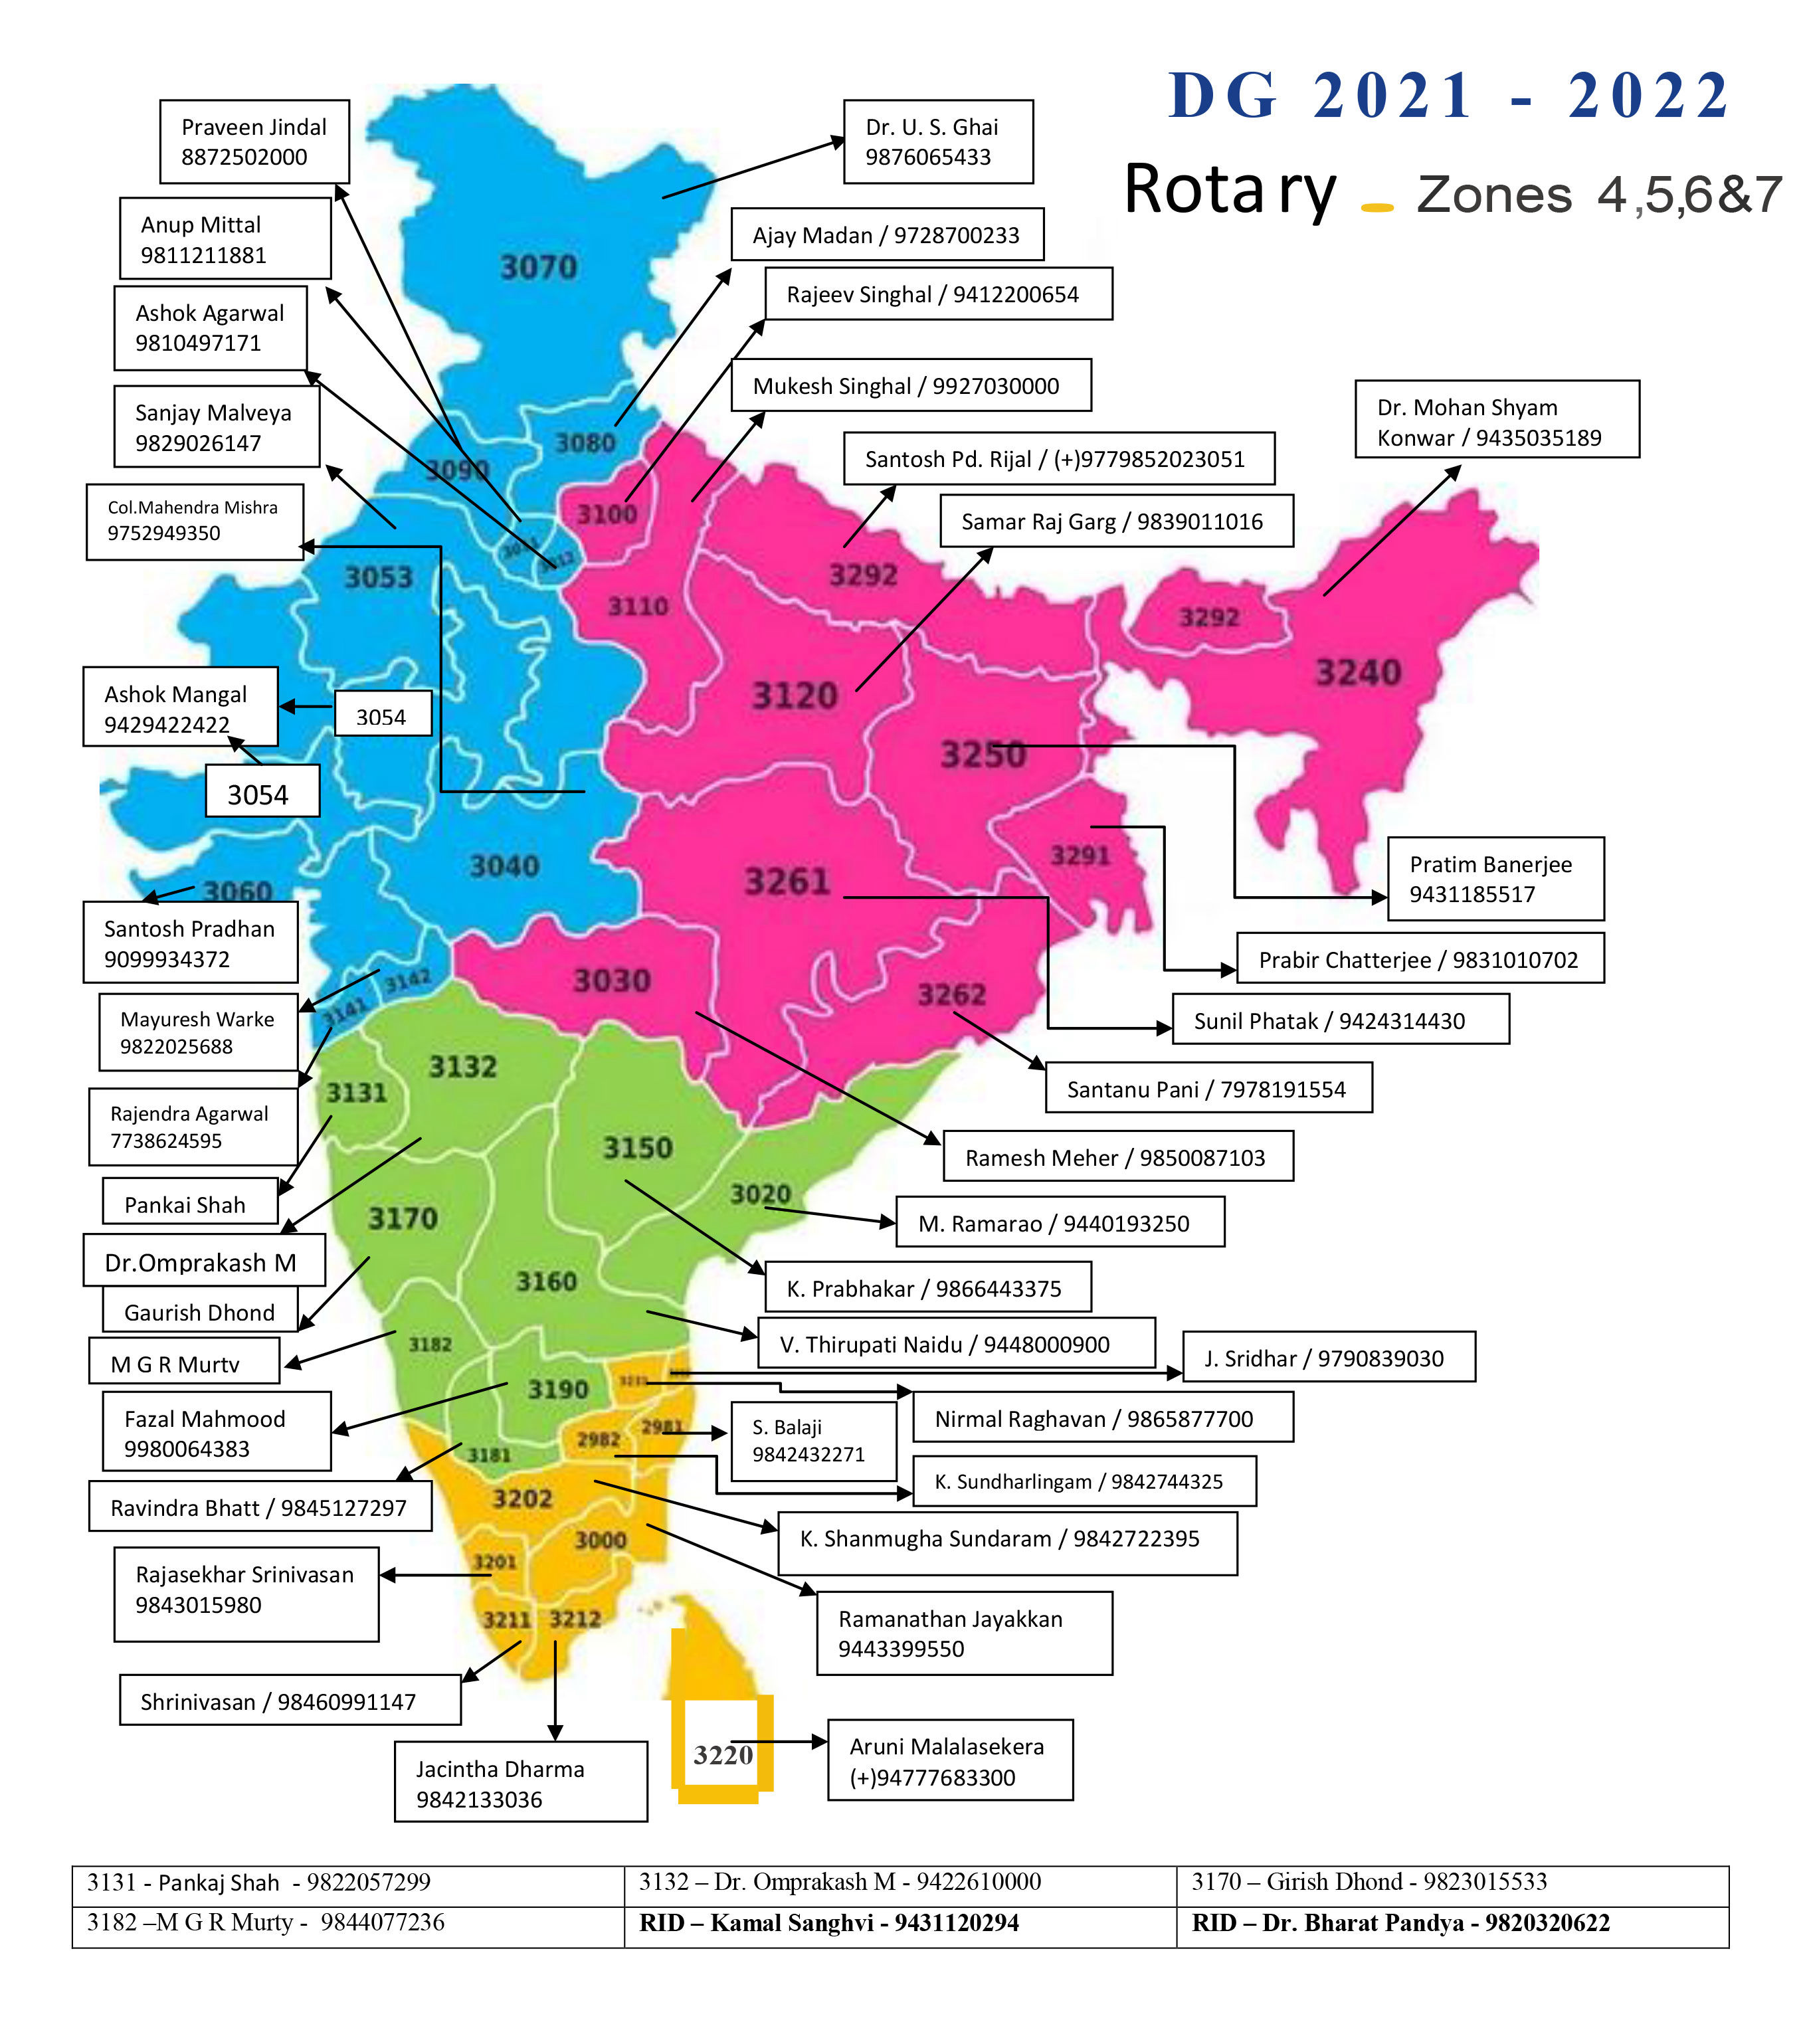 DG 2021 - 2022
Rotary _ Zones 4,5,6&7
Praveen Jindal
8872502000
Dr. U. S. Ghai
9876065433
Anup Mittal
9811211881
Ajay Madan / 9728700233
3070
Rajeev Singhal / 9412200654
Ashok Agarwal
9810497171
Mukesh Singhal / 9927030000
Sanjay Malveya
9829026147
Dr. Mohan Shyam
Konwar / 9435035189
3080
3090
Santosh Pd. Rijal / (+)9779852023051
Col.Mahendra Mishra
9752949350
3100
Samar Raj Garg / 9839011016
3053
3292
3110
3292
3240
Ashok Mangal
9429422422
3054
3120
3250
3054
3040
3261
3291
Pratim Banerjee
9431185517
3060
Santosh Pradhan
9099934372
Prabir Chatterjee / 9831010702
3142
3030
3262
3141
Mayuresh Warke
9822025688
Sunil Phatak / 9424314430
3132
3131
Santanu Pani / 7978191554
Rajendra Agarwal
7738624595
3150
Ramesh Meher / 9850087103
Pankai Shah
3020
3170
M. Ramarao / 9440193250
Dr.Omprakash M
3160
K. Prabhakar / 9866443375
Gaurish Dhond
V. Thirupati Naidu / 9448000900
3182
M G R Murtv
J. Sridhar / 9790839030
3190
Fazal Mahmood
9980064383
Nirmal Raghavan / 9865877700
S. Balaji
9842432271
2981
2982
3181
K. Sundharlingam / 9842744325
Ravindra Bhatt / 9845127297
3202
K. Shanmugha Sundaram / 9842722395
3000
3201
Rajasekhar Srinivasan
9843015980
Ramanathan Jayakkan
9443399550
3211
3212
Shrinivasan / 98460991147
Jacintha Dharma
9842133036
3220
Aruni Malalasekera
(+)94777683300
3131 - Pankaj Shah - 9822057299
3132 – Dr. Omprakash M - 9422610000
3170 – Girish Dhond - 9823015533
3182 –M G R Murty - 9844077236
RID – Kamal Sanghvi - 9431120294
RID – Dr. Bharat Pandya - 9820320622